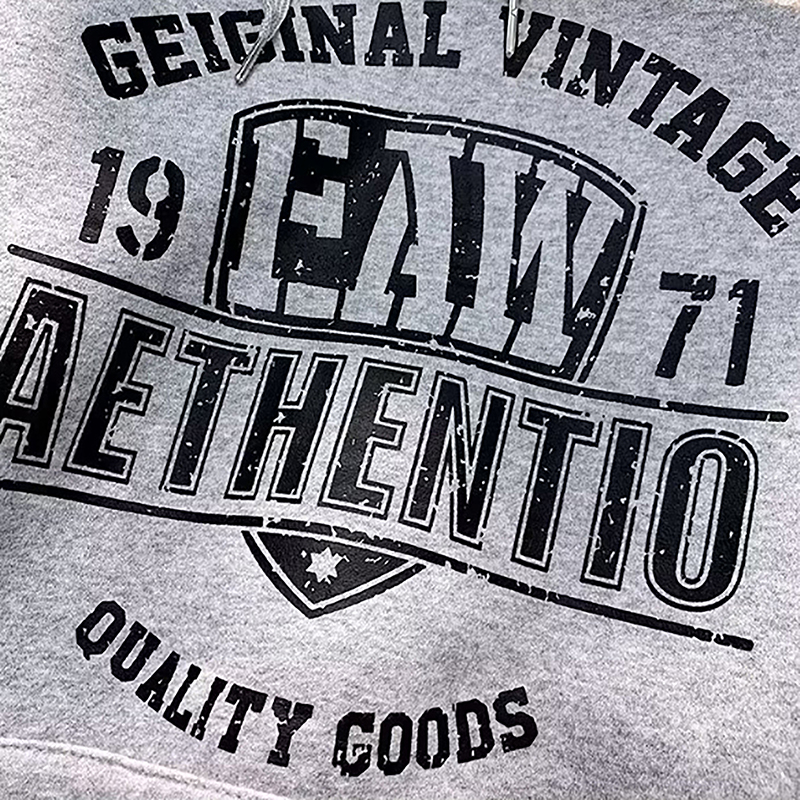 GEIGINAL VINTAGE
19 EAW 71
AETHENTIO
QUALITY GOODS